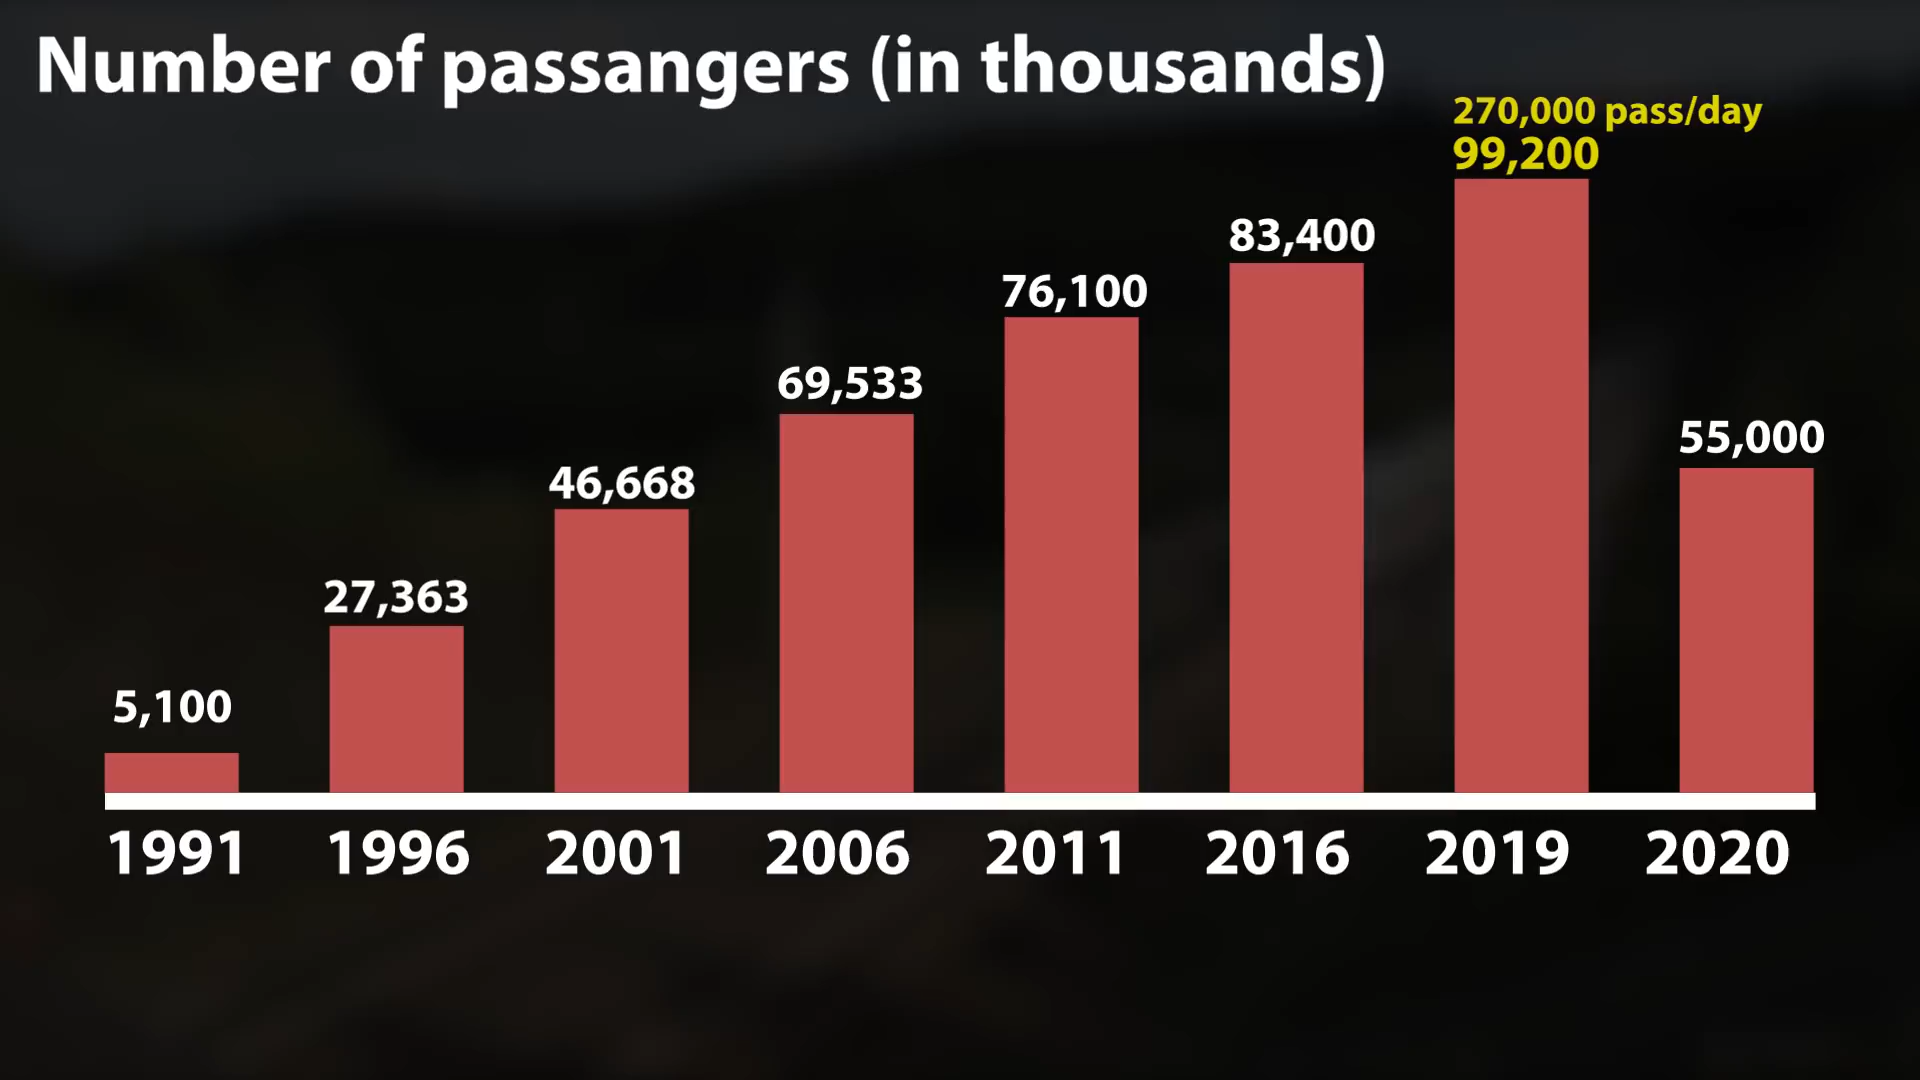 Number of passangers (in thousands)
270,000 pass/day
99,200
83,400
76,100
69,533
55,000
46,668
27,363
5,100
1991 1996 2001 2006 2011 2016 2019 2020